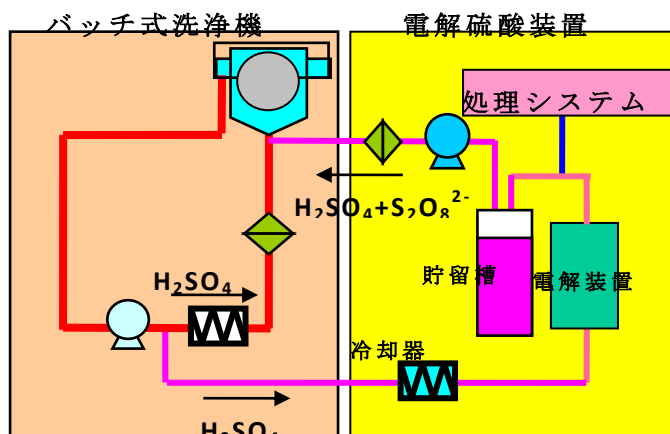 バッチ式洗浄機
電解硫酸装置
処理システム
H₂SO₄+S₂O₈²⁻
H₂SO₄
貯留槽
電解装置
冷却器
H₂SO₄